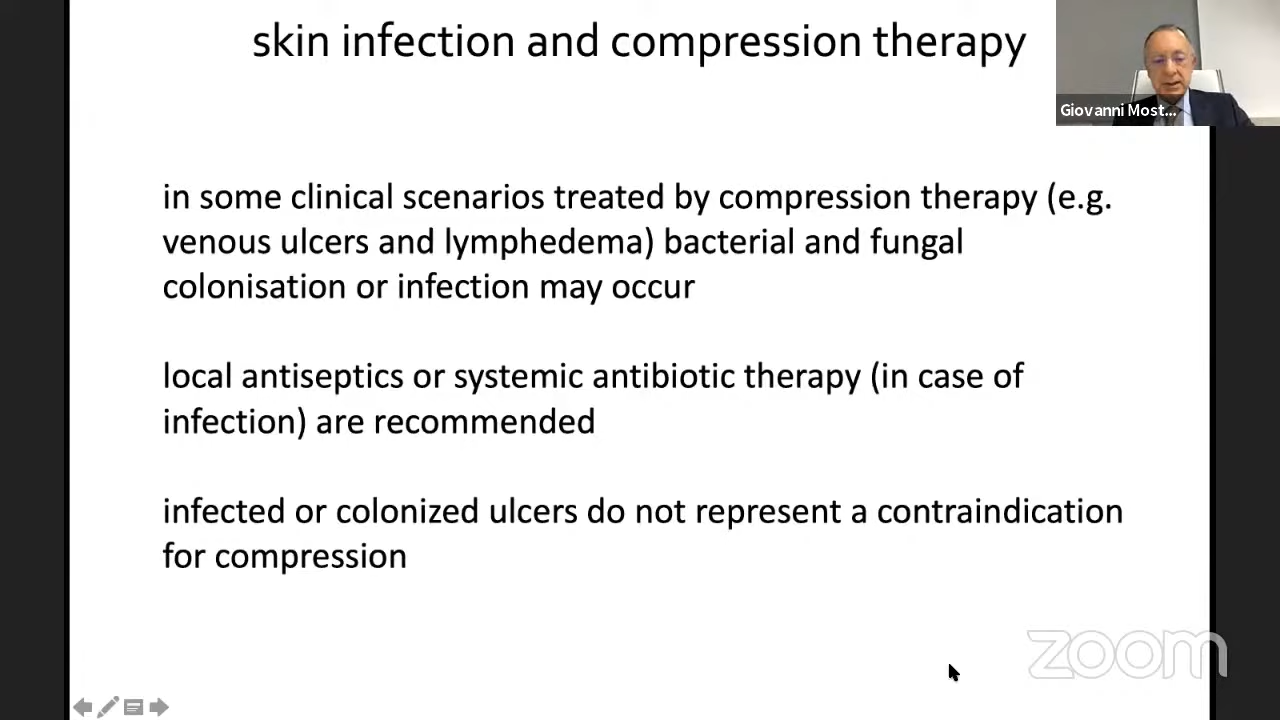 skin infection and compression therapy
Giovanni Most...
in some clinical scenarios treated by compression therapy (e.g.
venous ulcers and lymphedema) bacterial and fungal
colonisation or infection may occur
local antiseptics or systemic antibiotic therapy (in case of
infection) are recommended
infected or colonized ulcers do not represent a contraindication
for compression
zoom